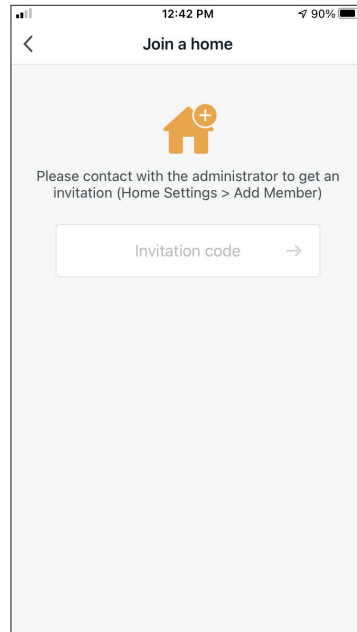 12:42 PM
90%
Join a home
Please contact with the administrator to get an
invitation (Home Settings > Add Member)
Invitation code